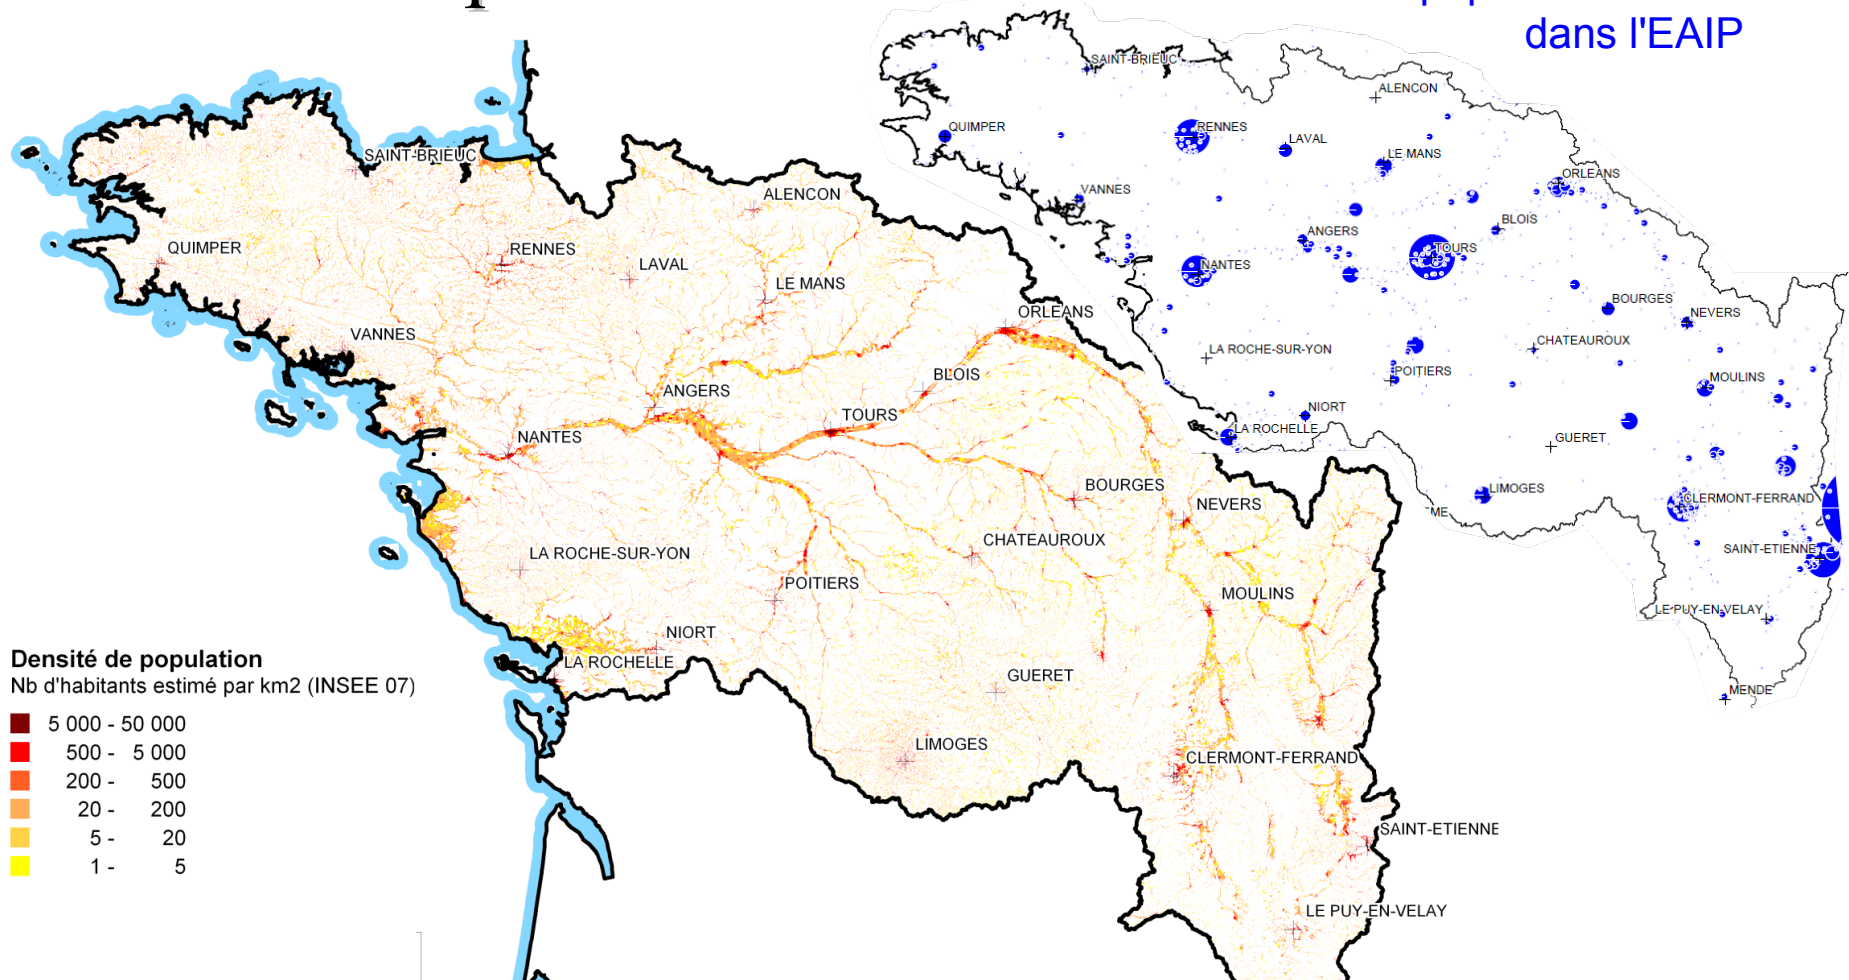 dans l'EAIP
SAINT-BRIEUC
ALENCON
QUIMPER
RENNES
LAVAL
LE MANS
VANNES
ORLEANS
ANGERS
BLOIS
TOURS
NANTES
BOURGES
NEVERS
LA ROCHE-SUR-YON
CHATEAUROUX
POITIERS
MOULINS
NIORT
LA ROCHELLE
GUERET
LIMOGES
CLERMONT-FERRAND
ME
SAINT-ETIENNE
LE-PUY-EN-VELAY
MENDE
SAINT-BRIEUC
ALENCON
QUIMPER
RENNES
LAVAL
LE MANS
VANNES
ORLEANS
ANGERS
BLOIS
TOURS
NANTES
BOURGES
NEVERS
LA ROCHE-SUR-YON
CHATEAUROUX
POITIERS
MOULINS
NIORT
LA ROCHELLE
GUERET
LIMOGES
CLERMONT-FERRAND
SAINT-ETIENNE
LE PUY-EN-VELAY
Densité de population
Nb d'habitants estimé par km2 (INSEE 07)
5 000 - 50 000
500 - 5 000
200 - 500
20 - 200
5 - 20
1 - 5